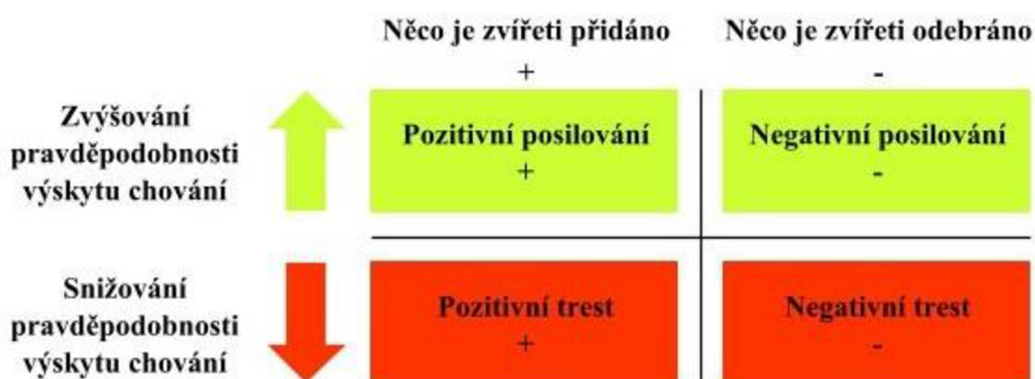 Něco je zvířeti přidáno
+
Něco je zvířeti odebráno
-
Zvýšování
pravděpodobnosti
výskytu chování
Pozitivní posilování
+
Negativní posilování
-
Snižování
pravděpodobnosti
výskytu chování
Pozitivní trest
+
Negativní trest
-